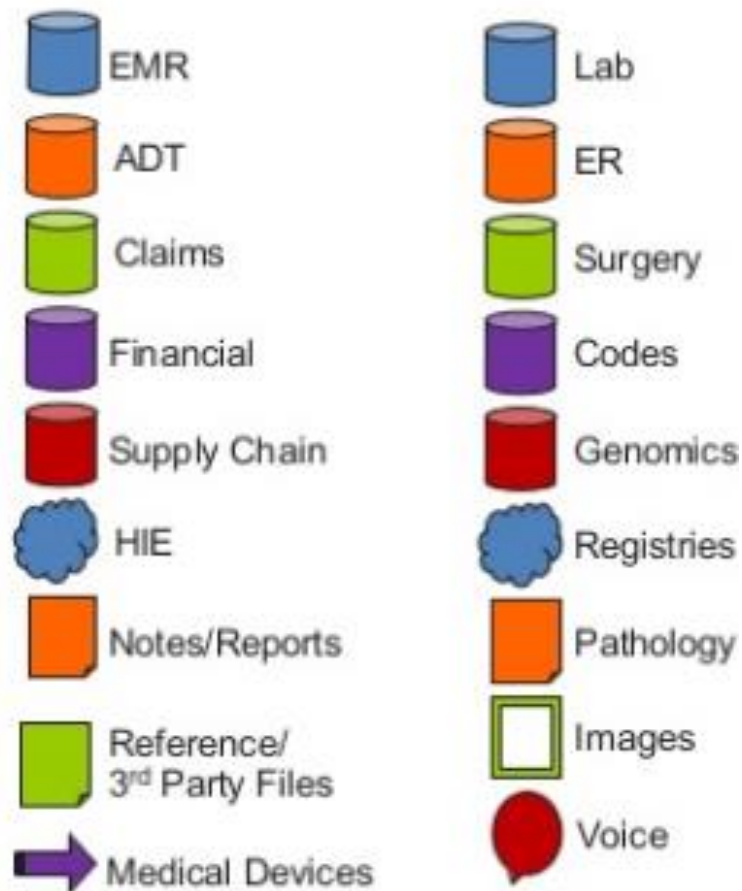 EMR
ADT
Claims
Financial
Supply Chain
HIE
Notes/Reports
Reference/
3rd Party Files
Medical Devices
Lab
ER
Surgery
Codes
Genomics
Registries
Pathology
Images
Voice